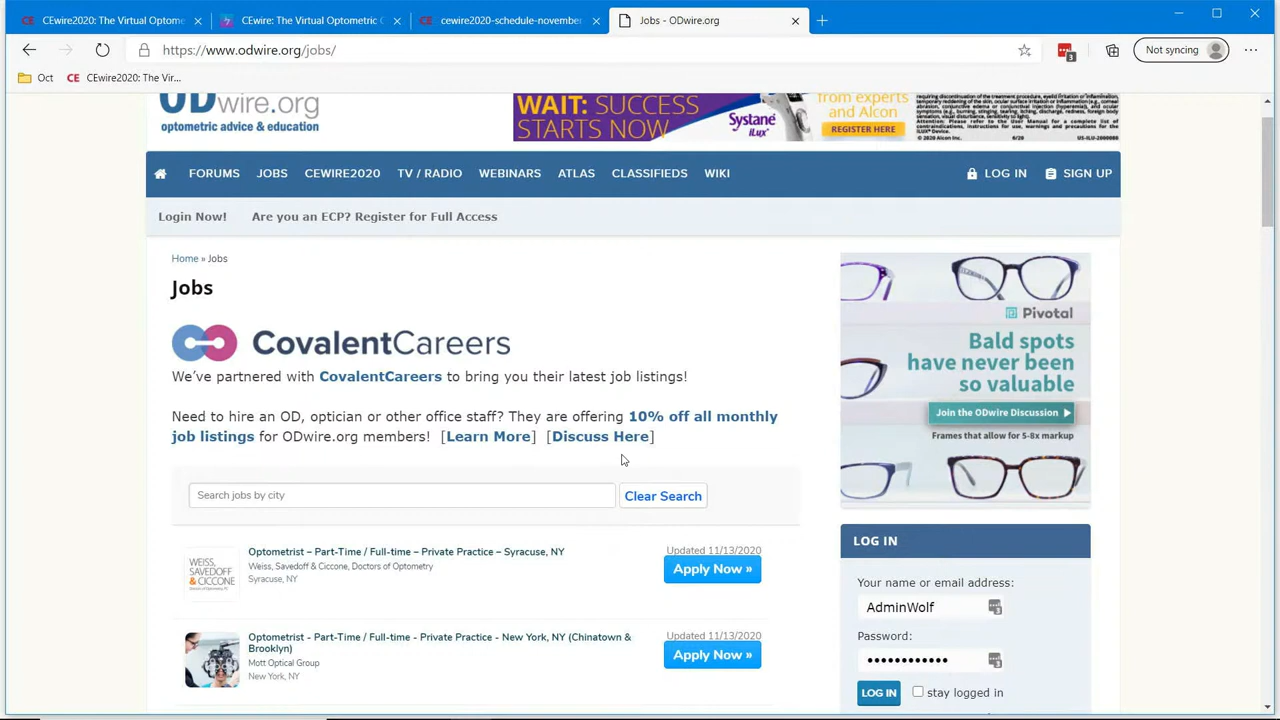 CEwire2020: The Virtual Optome
CEwire: The Virtual Optometric C
cewire2020-schedule-november
Jobs - ODwire.org
https://www.odwire.org/jobs/
Not syncing
Oct
CEwire2020: The Vir...
ODwire.org
optometric advice & education
WAIT: SUCCESS
STARTS NOW
Systane
iLux
from experts
and Alcon
REGISTER HERE
© 2020 Alcon Inc. 6/20 US-ILU-2000080
FORUMS JOBS CEWIRE2020 TV / RADIO WEBINARS ATLAS CLASSIFIEDS WIKI LOG IN SIGN UP
Login Now! Are you an ECP? Register for Full Access
Home » Jobs
Jobs
CovalentCareers
We've partnered with CovalentCareers to bring you their latest job listings!
Need to hire an OD, optician or other office staff? They are offering 10% off all monthly
job listings for ODwire.org members! [Learn More] [Discuss Here]
Search jobs by city
Clear Search
WEISS,
SAVEDOFF
& CICCONE
Optometrist – Part-Time / Full-time – Private Practice – Syracuse, NY
Weiss, Savedoff & Ciccone, Doctors of Optometry
Syracuse, NY
Updated 11/13/2020
Apply Now »
Optometrist - Part-Time / Full-time - Private Practice - New York, NY (Chinatown &
Brooklyn)
Mott Optical Group
New York, NY
Updated 11/13/2020
Apply Now »
Pivotal
Bald spots
have never been
so valuable
Join the ODwire Discussion
Frames that allow for 5-8x markup
LOG IN
Your name or email address:
AdminWolf
Password:
LOG IN
stay logged in